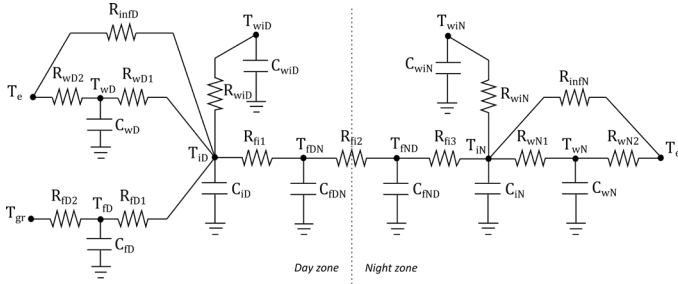 R_infD
T_wiD
T_wiN
C_wiD
C_wiN
R_wiD
R_wiN
R_infN
T_e
R_wD2
T_wD
R_wD1
C_wD
T_iD
R_fi1
T_fDN
R_fi2
T_fND
R_fi3
T_iN
R_wN1
T_wN
R_wN2
T_e
C_iD
C_fDN
C_fND
C_iN
C_wN
T_gr
R_fD2
T_fD
R_fD1
C_fD
Day zone
Night zone